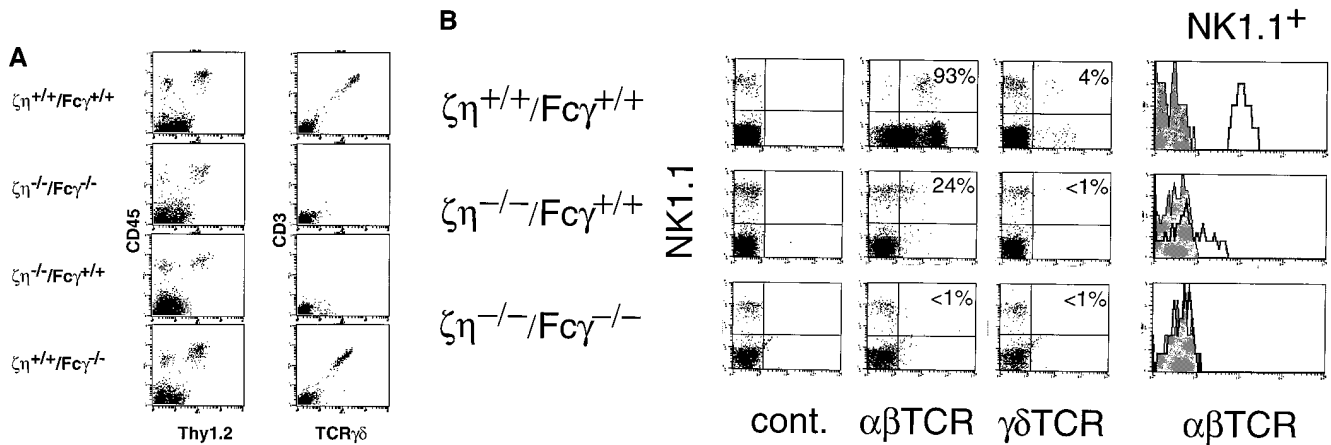 A
ζη+/+/Fcγ+/+
ζη-/-/Fcγ-/-
ζη-/-/Fcγ+/+
ζη+/+/Fcγ-/-
CD45
CD3
Thy1.2
TCRγδ
B
NK1.1+
ζη+/+/Fcγ+/+
93%
4%
ζη−/−/Fcγ+/+
24%
<1%
ζη−/−/Fcγ−/−
<1%
<1%
NK1.1
cont.
αβTCR
γδTCR
αβTCR